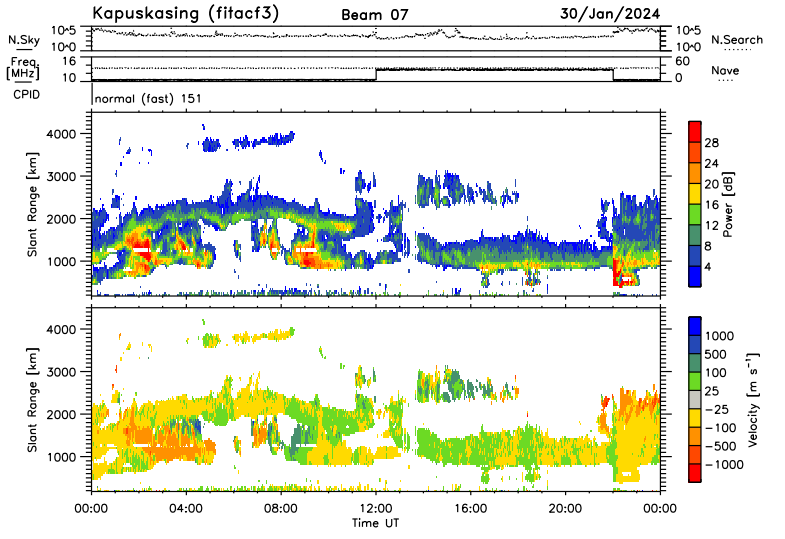 Kapuskasing (fitacf3) Beam 07 30/Jan/2024
N.Sky 10^5 10^0 10^5 10^0 N.Search
Freq. [MHz] 16 10 60 0 Nave
CPID normal (fast) 151
Slant Range [km]
4000
3000
2000
1000
28
24
20
16
12
8
4
Power [dB]
Slant Range [km]
4000
3000
2000
1000
1000
500
100
25
−25
−100
−500
−1000
Velocity [m s⁻¹]
00:00 04:00 08:00 12:00 16:00 20:00 00:00
Time UT